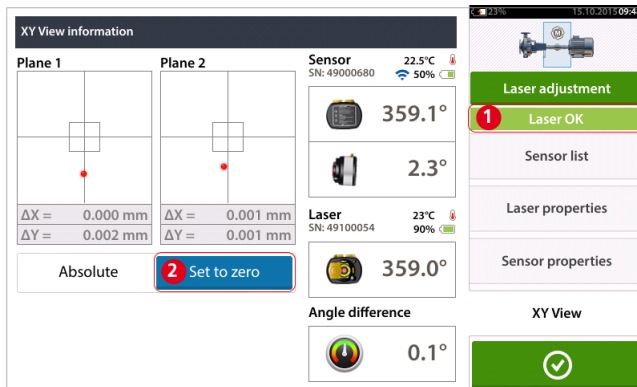 XY View information
Plane 1
Plane 2
ΔX = 0.000 mm
ΔY = 0.002 mm
ΔX = 0.001 mm
ΔY = 0.001 mm
Absolute
2 Set to zero
Sensor 22.5°C
SN: 49000680 50%
359.1°
2.3°
Laser 23°C
SN: 49100054 90%
359.0°
Angle difference
0.1°
23% 15.10.2015 09:4
M
Laser adjustment
1 Laser OK
Sensor list
Laser properties
Sensor properties
XY View